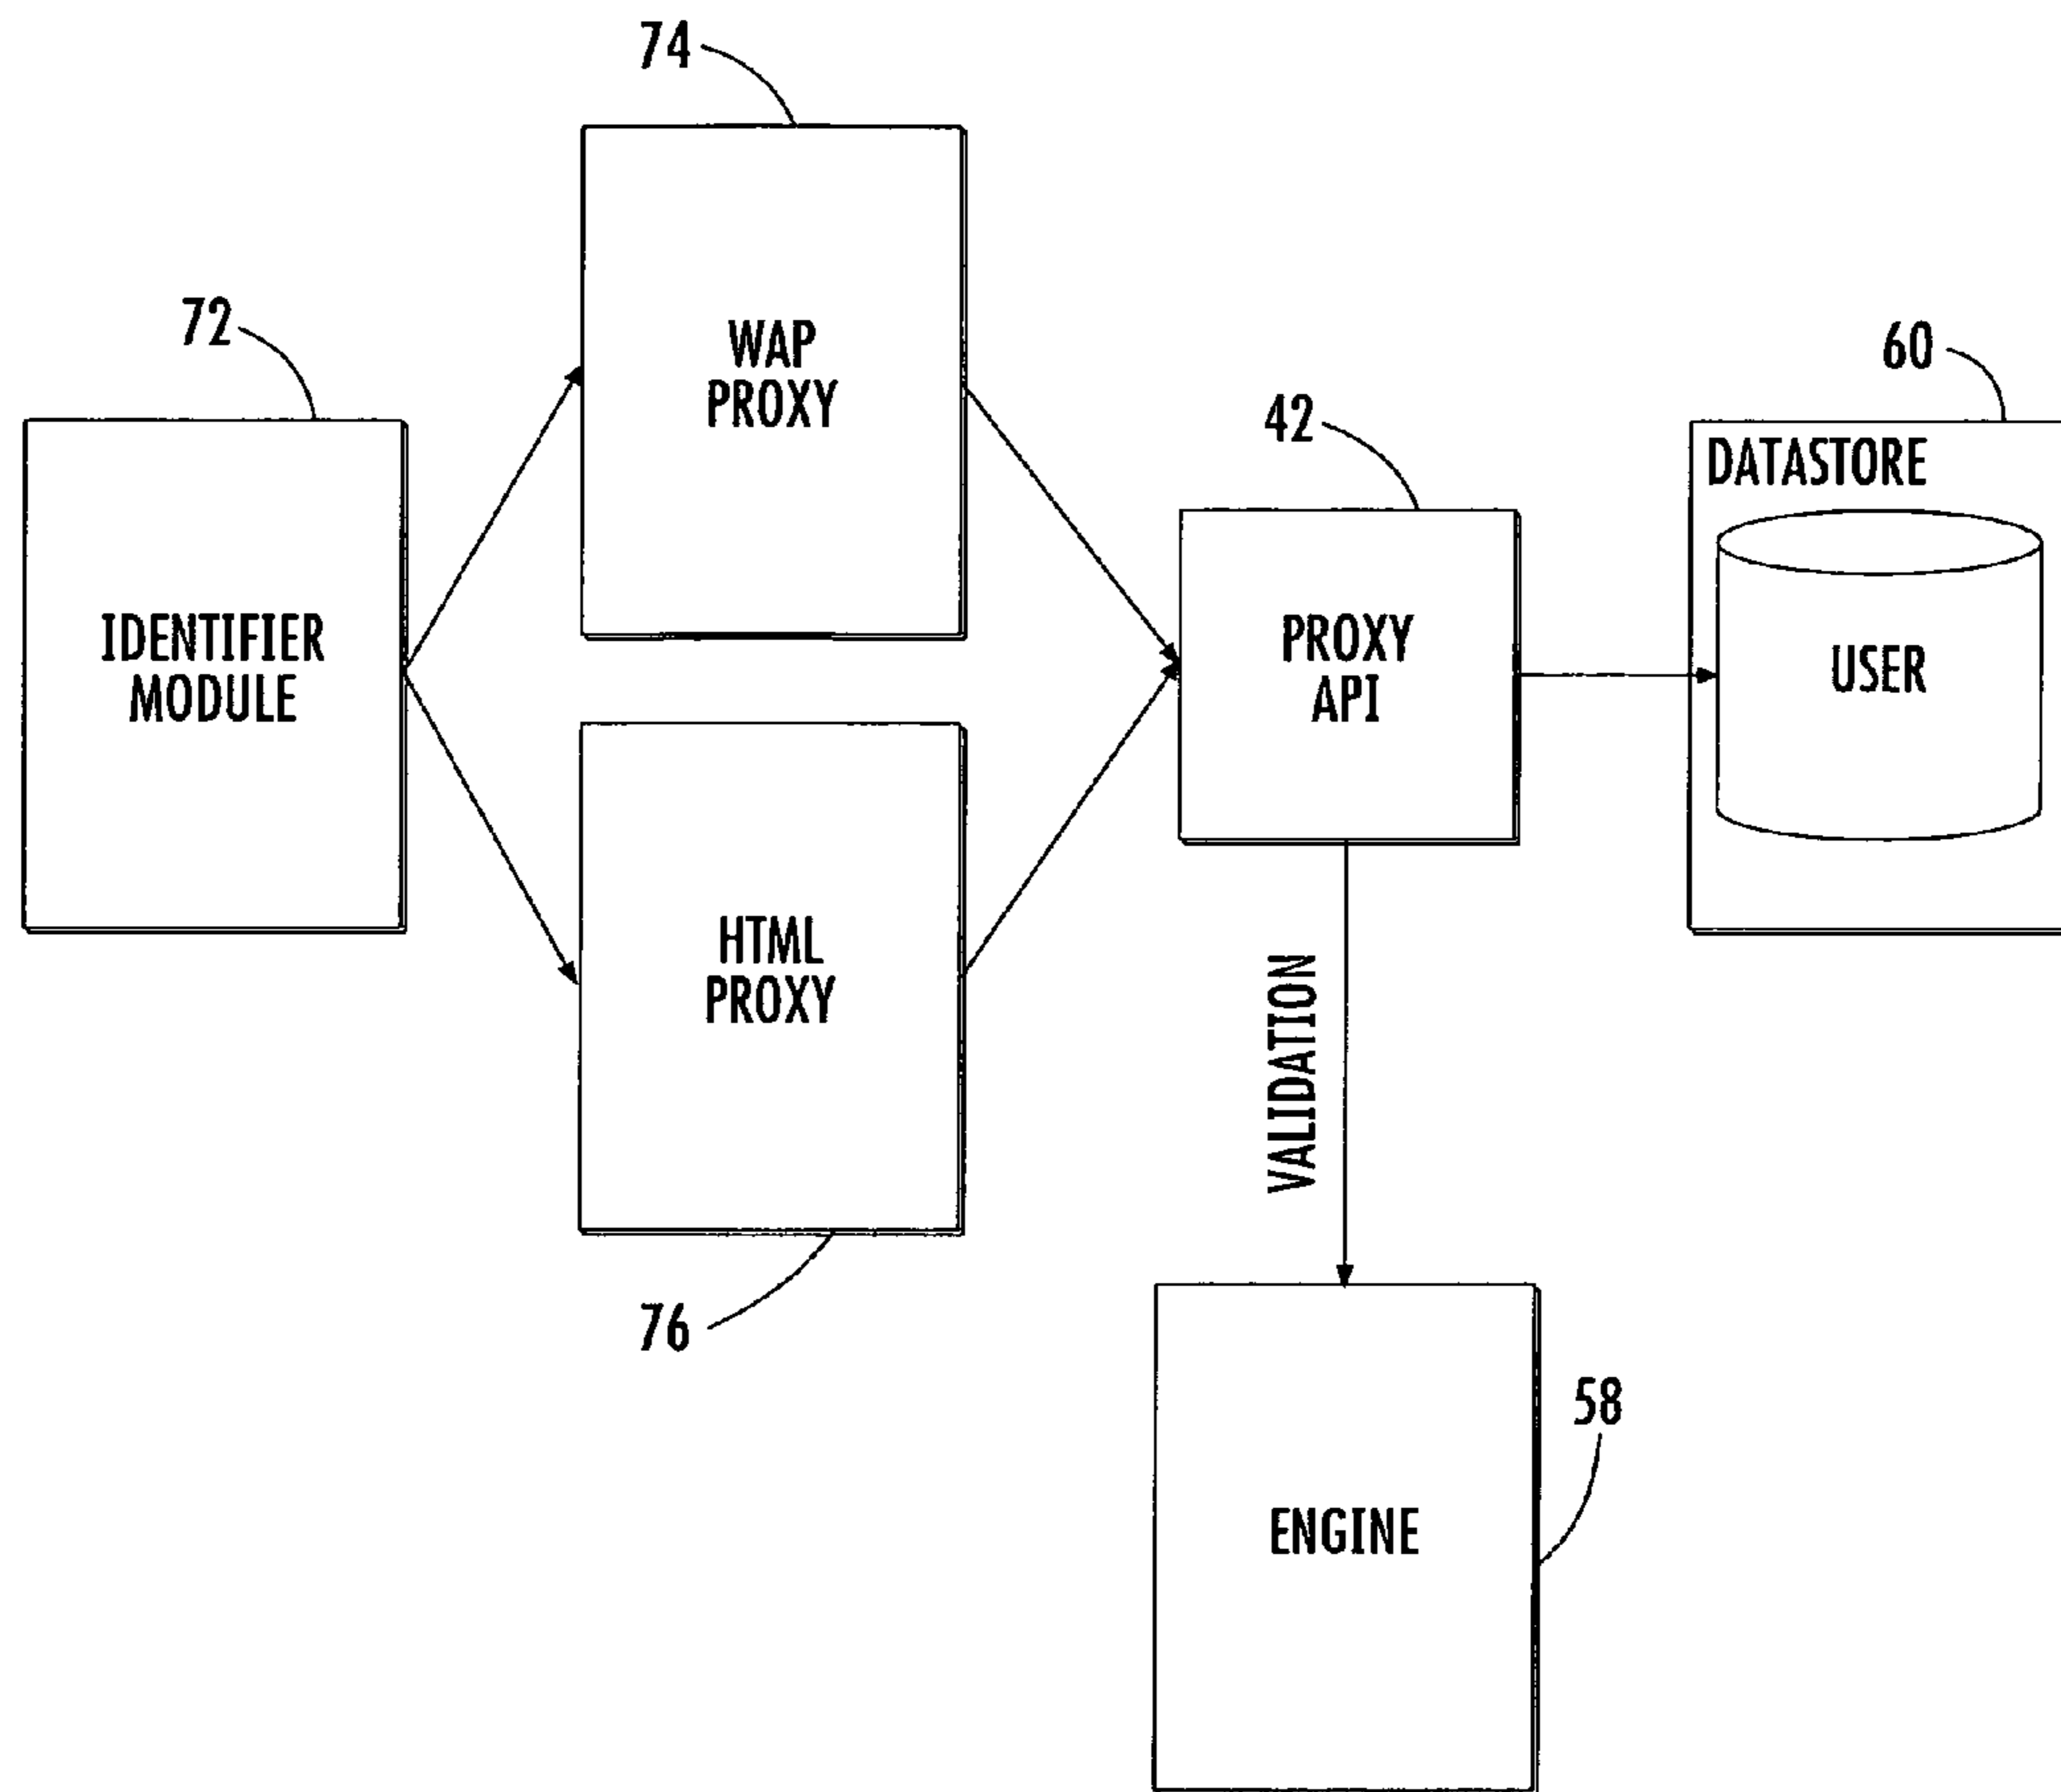 74
72
WAP
PROXY
60
42
DATASTORE
IDENTIFIER
MODULE
PROXY
API
USER
HTML
PROXY
VALIDATION
76
58
ENGINE